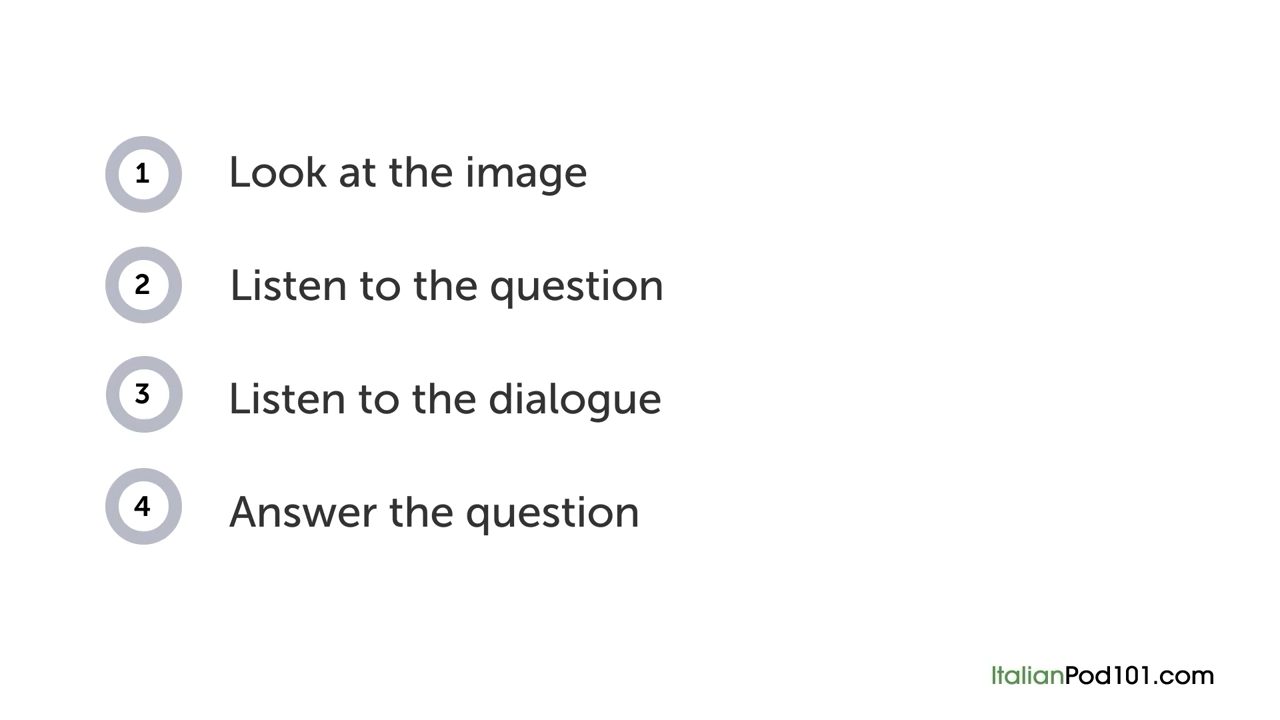 1 Look at the image
2 Listen to the question
3 Listen to the dialogue
4 Answer the question
ItalianPod101.com